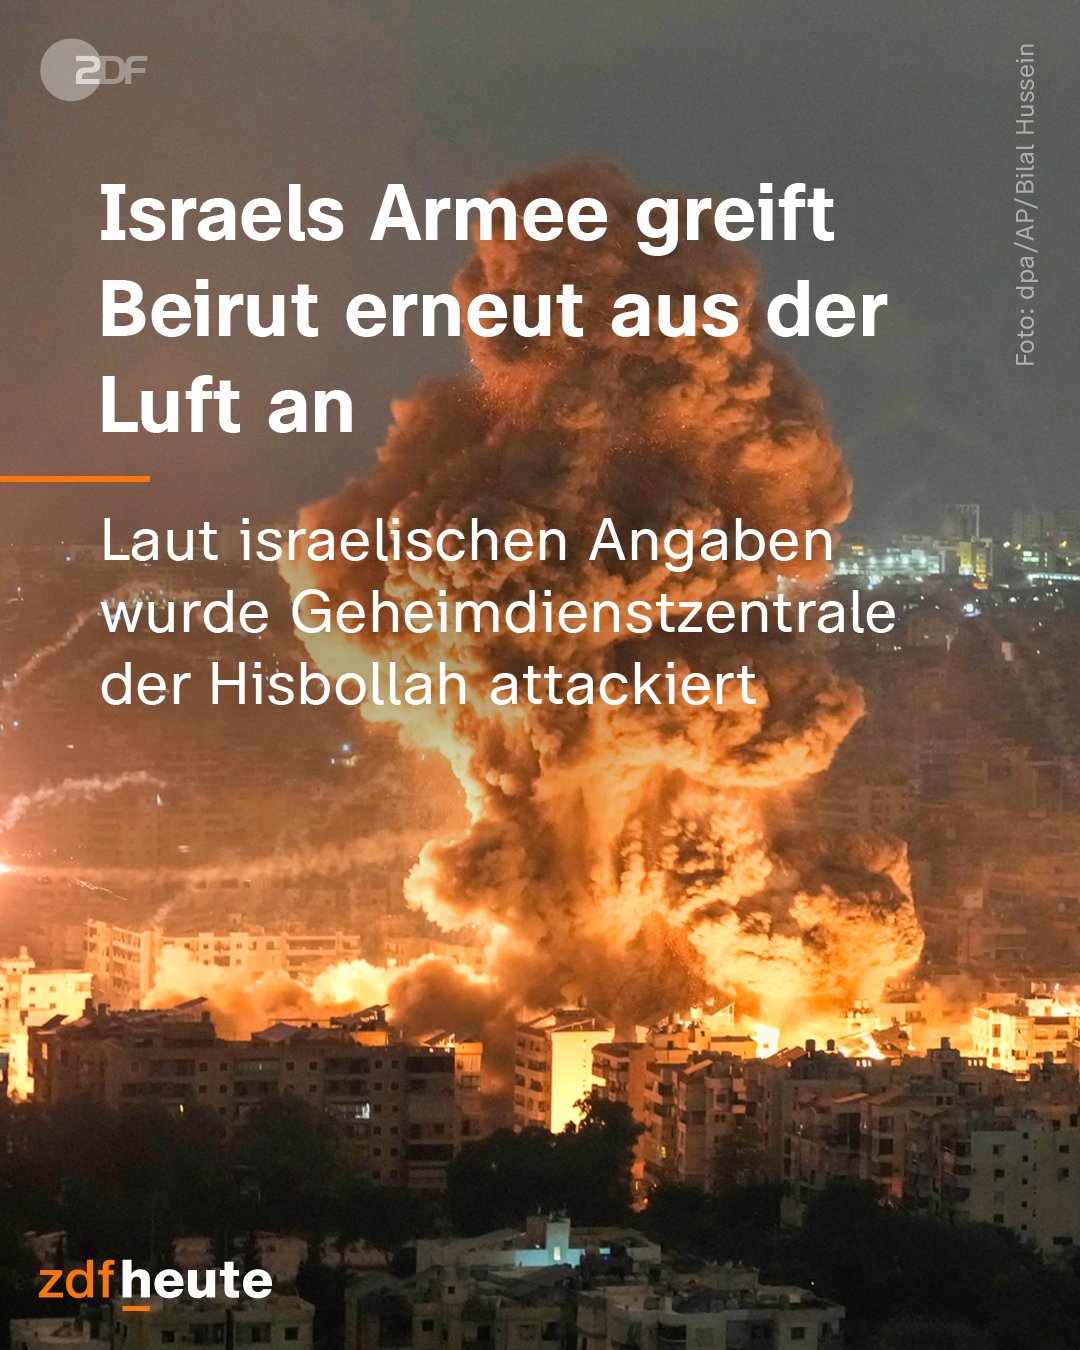 ZDF
Foto: dpa/AP/Bilal Hussein
Israels Armee greift
Beirut erneut aus der
Luft an
Laut israelischen Angaben
wurde Geheimdienstzentrale
der Hisbollah attackiert
zdfheute